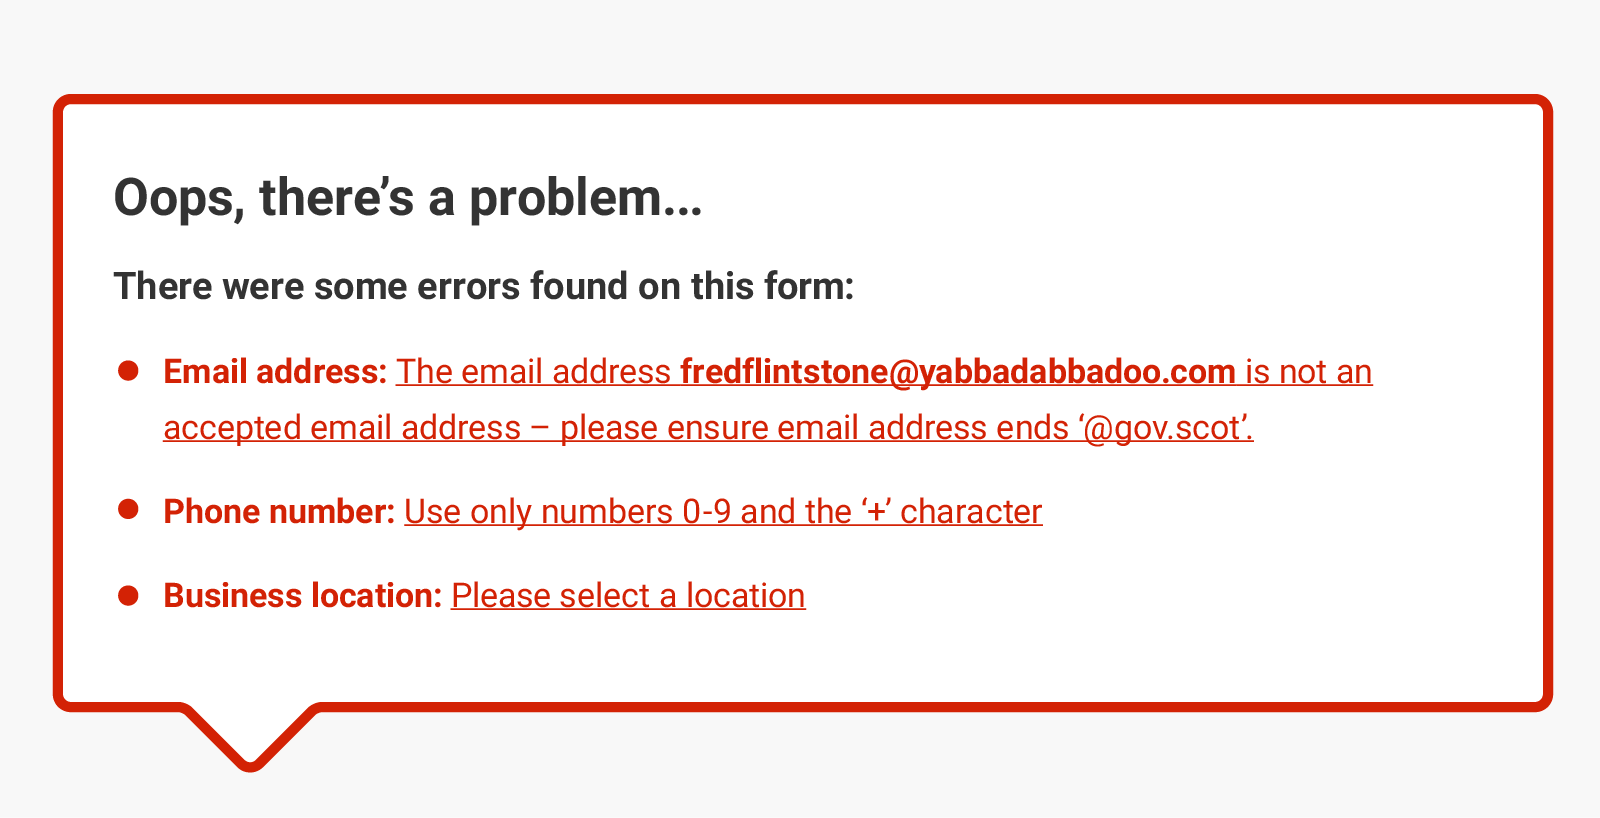 Oops, there’s a problem...
There were some errors found on this form:
Email address: The email address fredflintstone@yabbadabbadoo.com is not an
accepted email address – please ensure email address ends ‘@gov.scot’.
Phone number: Use only numbers 0-9 and the ‘+’ character
Business location: Please select a location